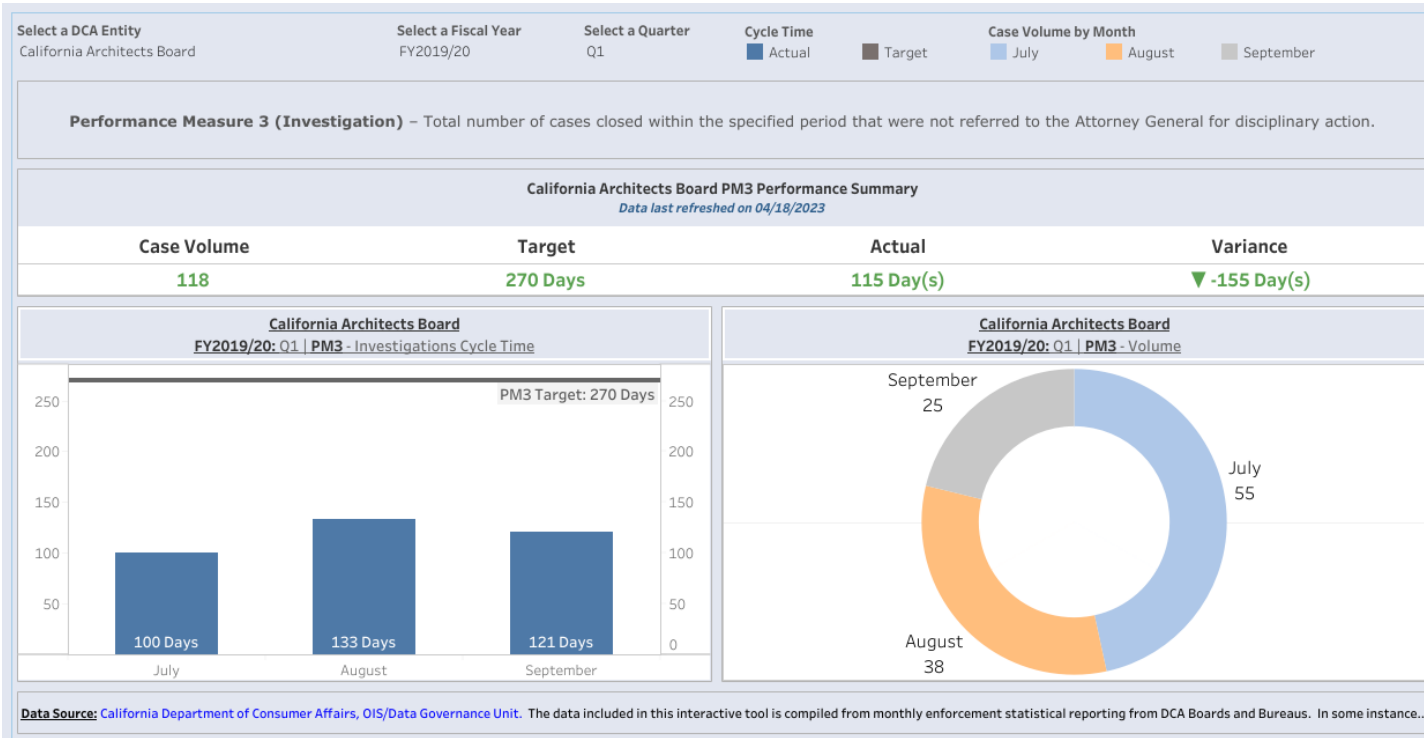 Select a DCA Entity
California Architects Board
Select a Fiscal Year
FY2019/20
Select a Quarter
Q1
Cycle Time
Actual
Target
Case Volume by Month
July
August
September
Performance Measure 3 (Investigation) – Total number of cases closed within the specified period that were not referred to the Attorney General for disciplinary action.
California Architects Board PM3 Performance Summary
Data last refreshed on 04/18/2023
Case Volume
Target
Actual
Variance
118
270 Days
115 Day(s)
▼ -155 Day(s)
California Architects Board
FY2019/20: Q1 | PM3 - Investigations Cycle Time
PM3 Target: 270 Days
250
200
150
100
50
250
200
150
100
50
0
100 Days
133 Days
121 Days
July
August
September
California Architects Board
FY2019/20: Q1 | PM3 - Volume
September
25
July
55
August
38
Data Source: California Department of Consumer Affairs, OIS/Data Governance Unit. The data included in this interactive tool is compiled from monthly enforcement statistical reporting from DCA Boards and Bureaus. In some instance..